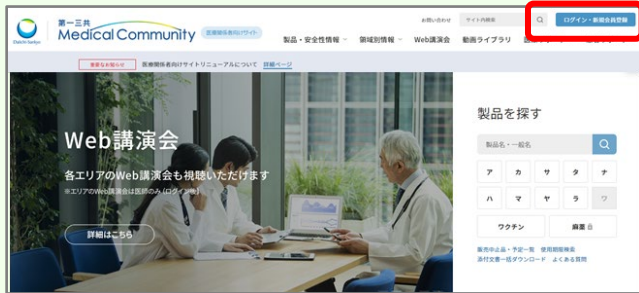 お問い合わせ
サイト内検索
ログイン・新規会員登録
Daiichi-Sankyo
第一三共
Medical Community
医療関係者向けサイト
製品・安全性情報
領域別情報
Web講演会
動画ライブラリ
重要なお知らせ
医療関係者向けサイトリニューアルについて 詳細ページ
Web講演会
各エリアのWeb講演会も視聴いただけます
※エリアのWeb講演会は医師のみ(ログイン後)
詳細はこちら
製品を探す
製品名・一般名
ア カ サ タ ナ
ハ マ ヤ ラ ワ
ワクチン
麻薬
販売中止品・予定一覧 使用期限検索
添付文書一括ダウンロード よくある質問